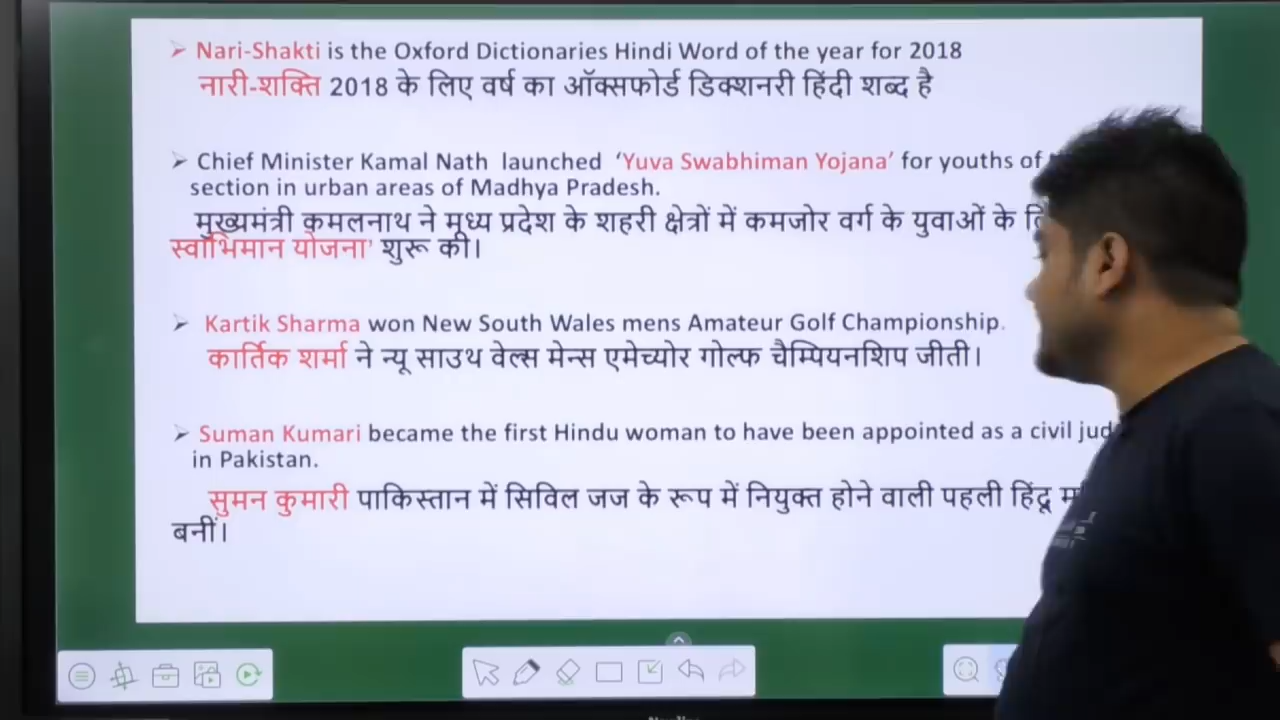 Nari-Shakti is the Oxford Dictionaries Hindi Word of the year for 2018
नारी-शक्ति 2018 के लिए वर्ष का ऑक्सफोर्ड डिक्शनरी हिंदी शब्द है
Chief Minister Kamal Nath launched ‘Yuva Swabhiman Yojana’ for youths of
section in urban areas of Madhya Pradesh.
मुख्यमंत्री कमलनाथ ने मध्य प्रदेश के शहरी क्षेत्रों में कमजोर वर्ग के युवाओं के
स्वाभिमान योजना’ शुरू की।
Kartik Sharma won New South Wales mens Amateur Golf Championship.
कार्तिक शर्मा ने न्यू साउथ वेल्स मेन्स एमेच्योर गोल्फ चैम्पियनशिप जीती।
Suman Kumari became the first Hindu woman to have been appointed as a civil
in Pakistan.
सुमन कुमारी पाकिस्तान में सिविल जज के रूप में नियुक्त होने वाली पहली हिंदू
बनीं।